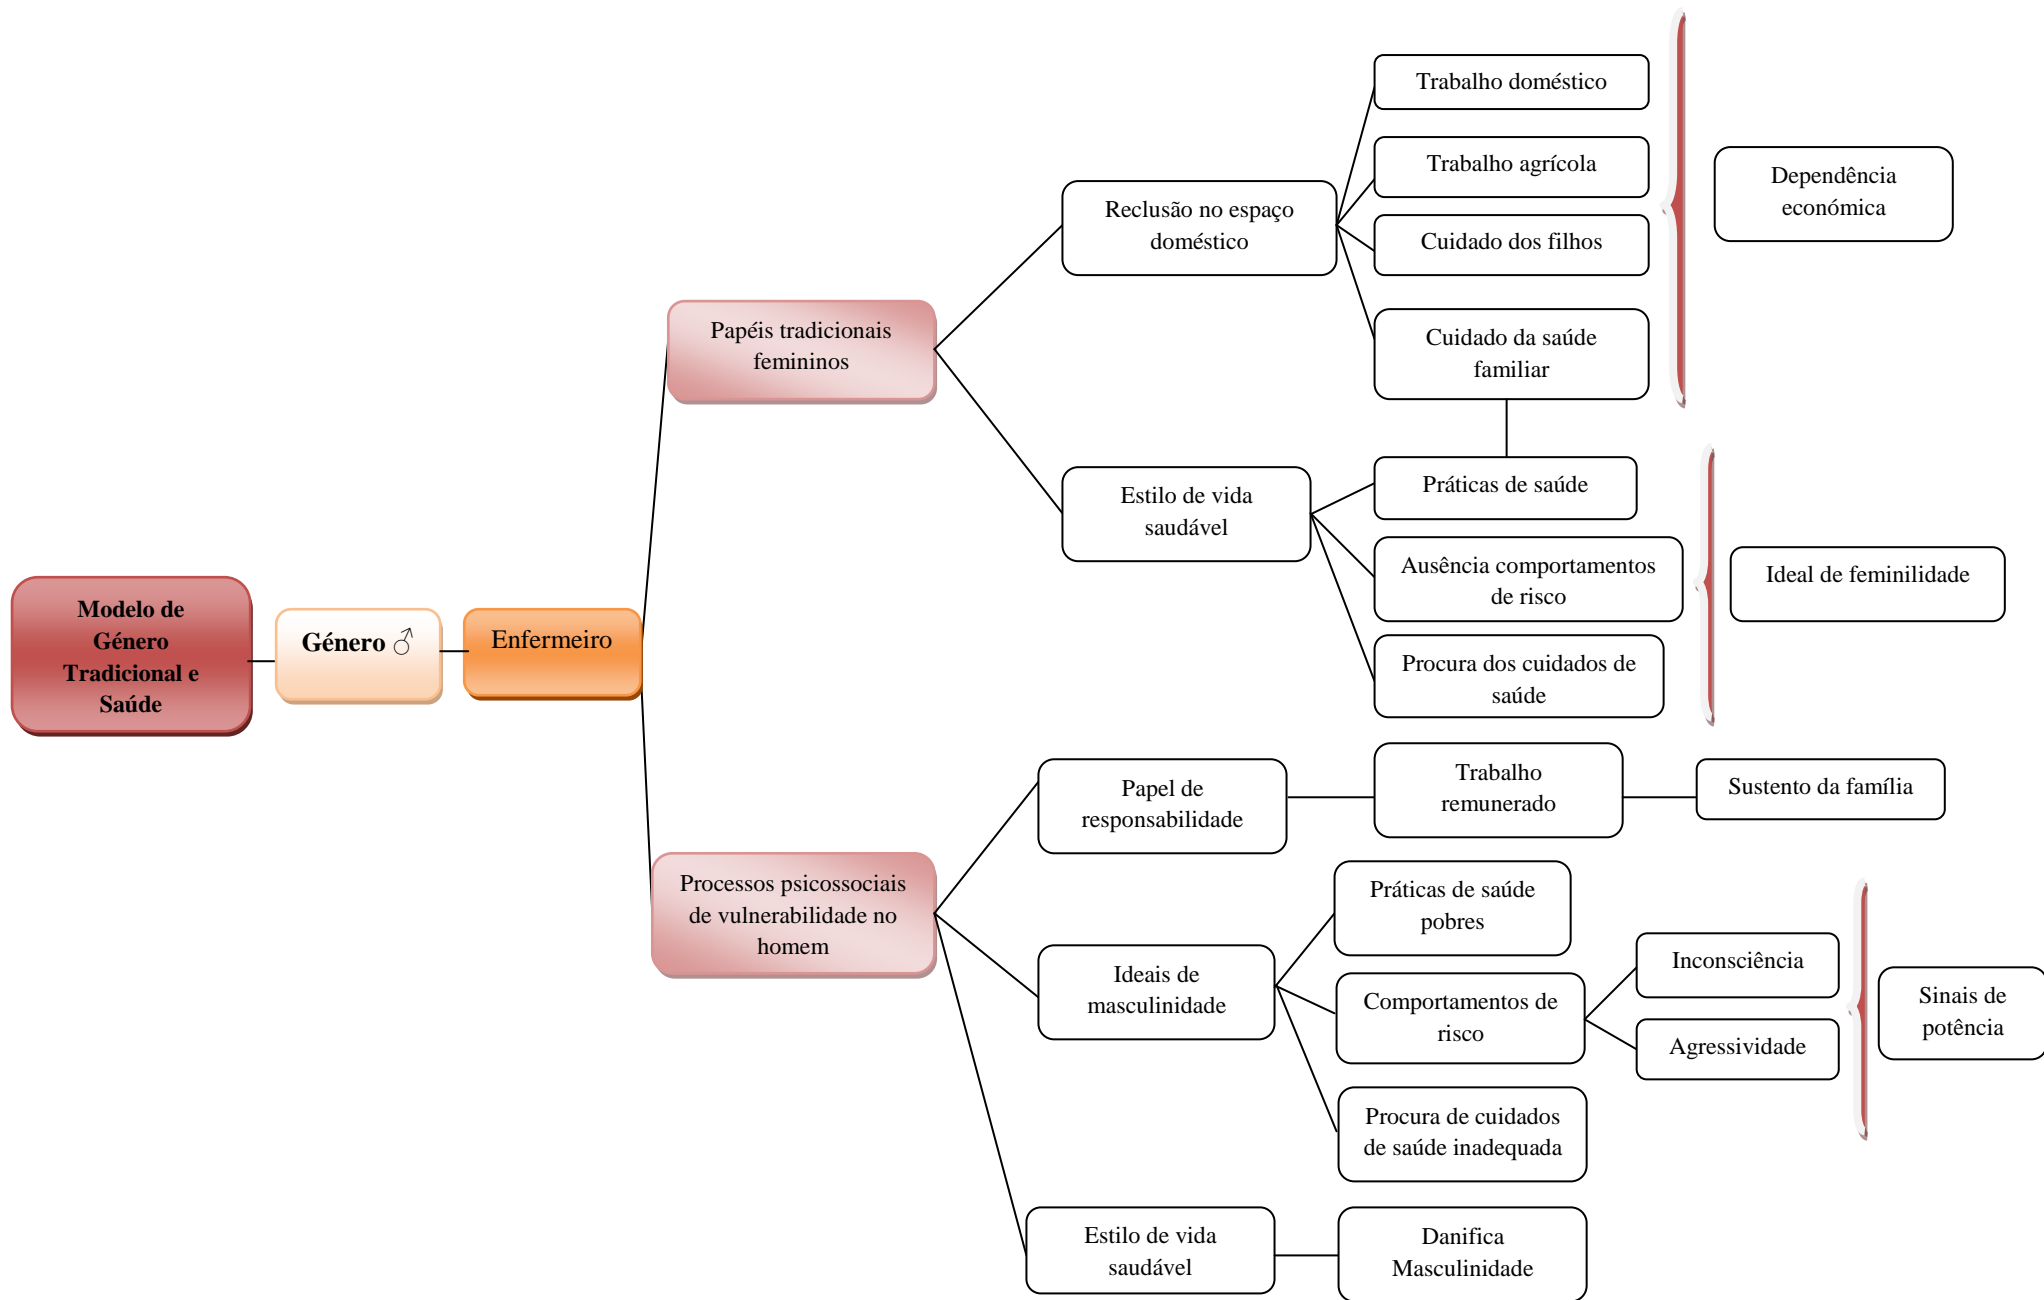 Modelo de
Género
Tradicional e
Saúde
Género ♂
Enfermeiro
Papéis tradicionais
femininos
Reclusão no espaço
doméstico
Trabalho doméstico
Trabalho agrícola
Cuidado dos filhos
Cuidado da saúde
familiar
Dependência
económica
Estilo de vida
saudável
Práticas de saúde
Ausência comportamentos
de risco
Procura dos cuidados de
saúde
Ideal de feminilidade
Processos psicossociais
de vulnerabilidade no
homem
Papel de
responsabilidade
Trabalho
remunerado
Sustento da família
Ideais de
masculinidade
Práticas de saúde
pobres
Comportamentos de
risco
Inconsciência
Agressividade
Sinais de
potência
Procura de cuidados
de saúde inadequada
Estilo de vida
saudável
Danifica
Masculinidade